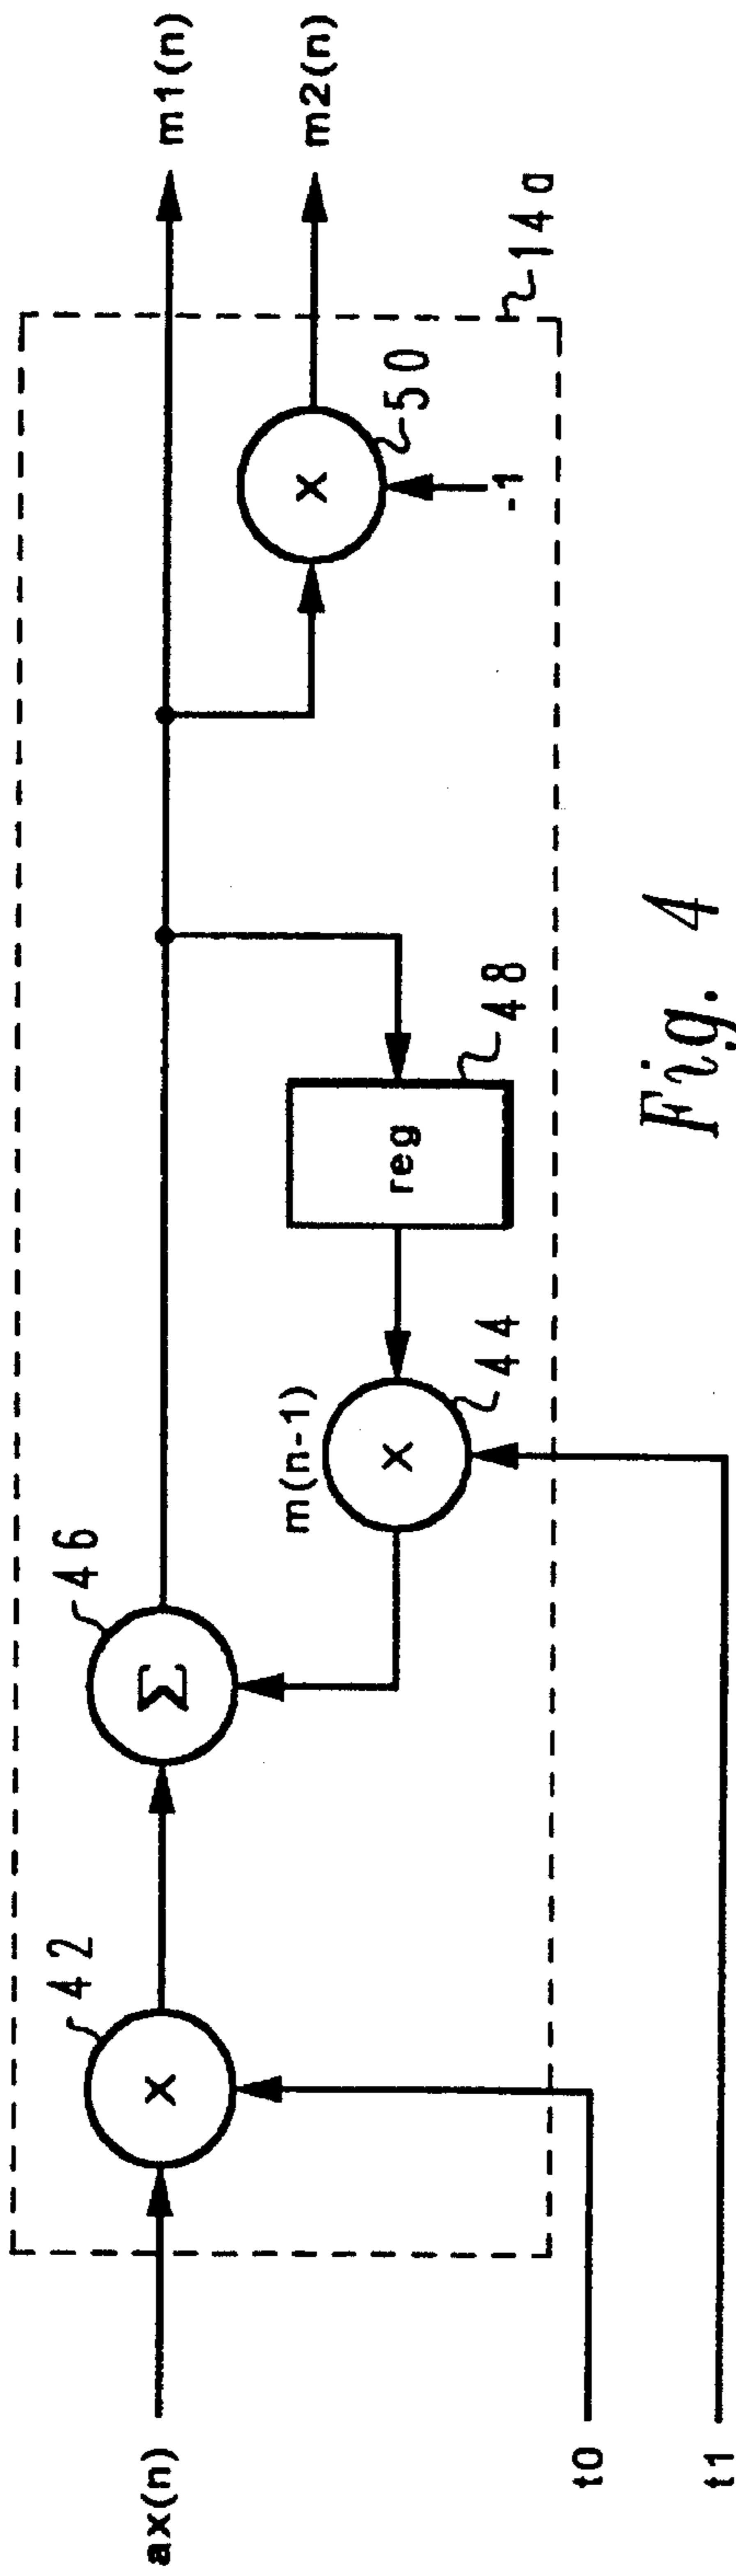 ax(n)
t0
t1
42
X
46
Σ
m(n-1)
44
X
reg
48
50
X
-1
m1(n)
m2(n)
14a
Fig. 4